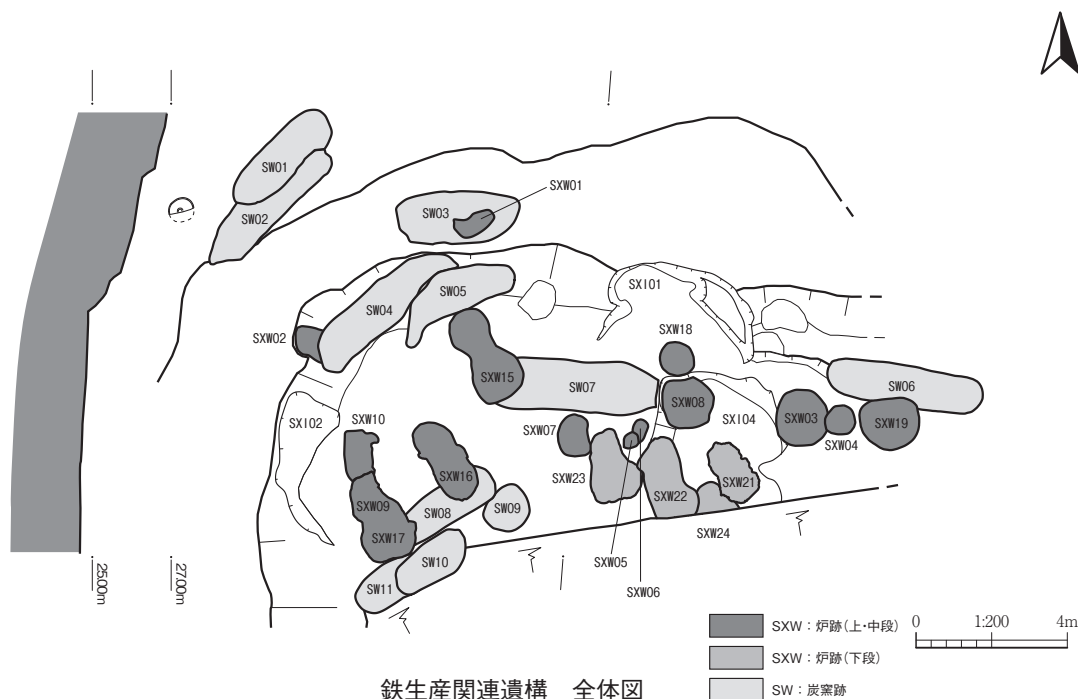 SW01
SXW01
SW02
SW03
SXI01
SW05
SW04
SXW18
SXW02
SXW15
SW07
SW06
SXW08
SXI04
SXW03
SXW19
SXW04
SXW10
SXI02
SXW07
SXW16
SXW23
SXW21
SXW22
SXW09
SW08
SW09
SXW17
SXW24
SW10
SXW05
SW11
SXW06
25.00m
27.00m
SXW：炉跡（上・中段）
0 1:200 4m
SXW：炉跡（下段）
SW：炭窯跡
鉄生産関連遺構　全体図